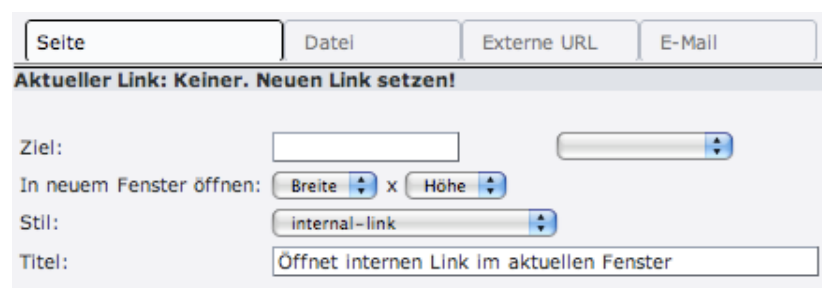 Seite Datei Externe URL E-Mail
Aktueller Link: Keiner. Neuen Link setzen!
Ziel:
In neuem Fenster öffnen: Breite x Höhe
Stil: internal-link
Titel: Öffnet internen Link im aktuellen Fenster